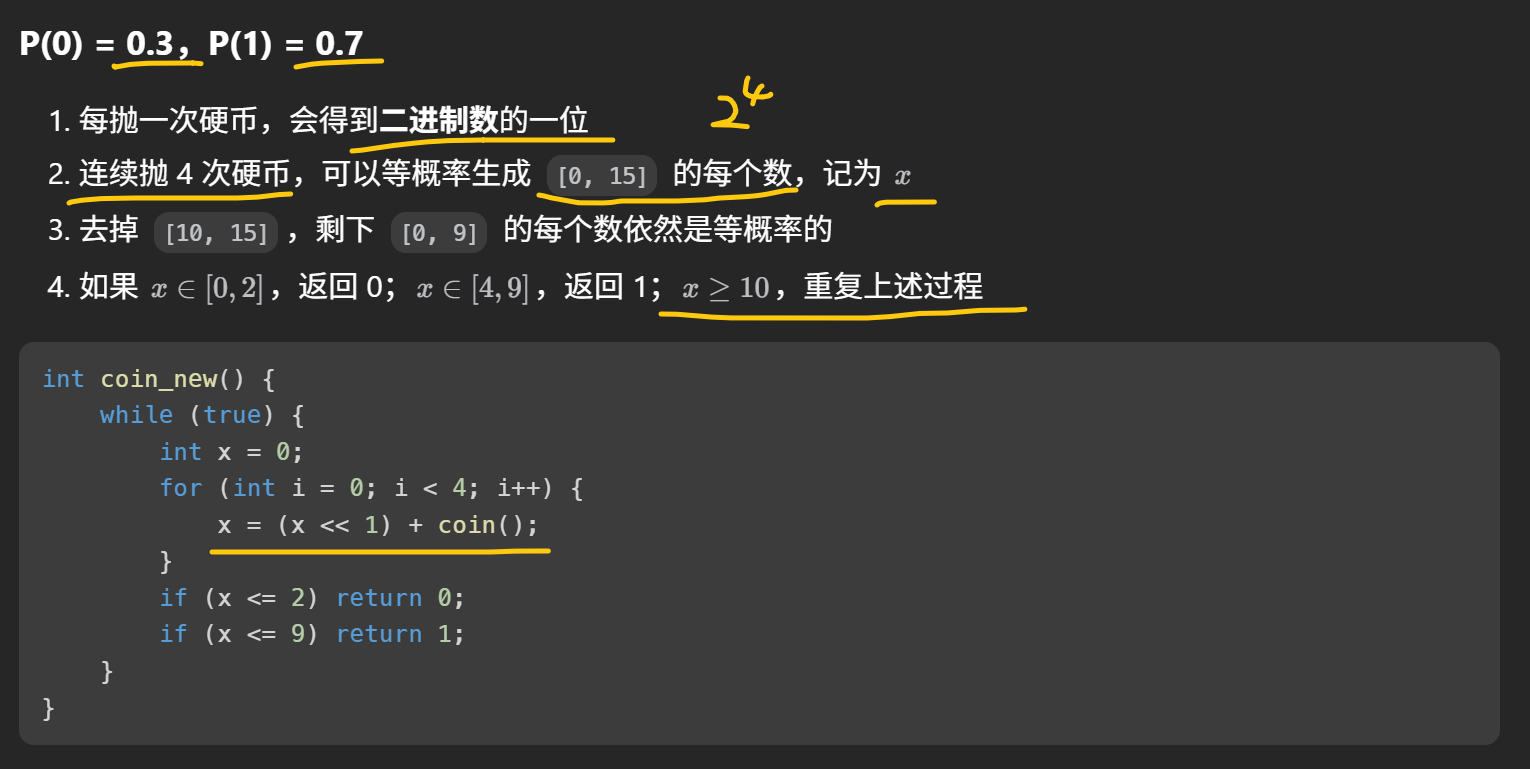 P(0) = 0.3，P(1) = 0.7
2⁴
1. 每抛一次硬币，会得到二进制数的一位
2. 连续抛 4 次硬币，可以等概率生成 [0, 15] 的每个数，记为 x
3. 去掉 [10, 15] ，剩下 [0, 9] 的每个数依然是等概率的
4. 如果 x ∈ [0, 2]，返回 0； x ∈ [4, 9]，返回 1； x ≥ 10，重复上述过程
int coin_new() {
    while (true) {
        int x = 0;
        for (int i = 0; i < 4; i++) {
            x = (x << 1) + coin();
        }
        if (x <= 2) return 0;
        if (x <= 9) return 1;
    }
}